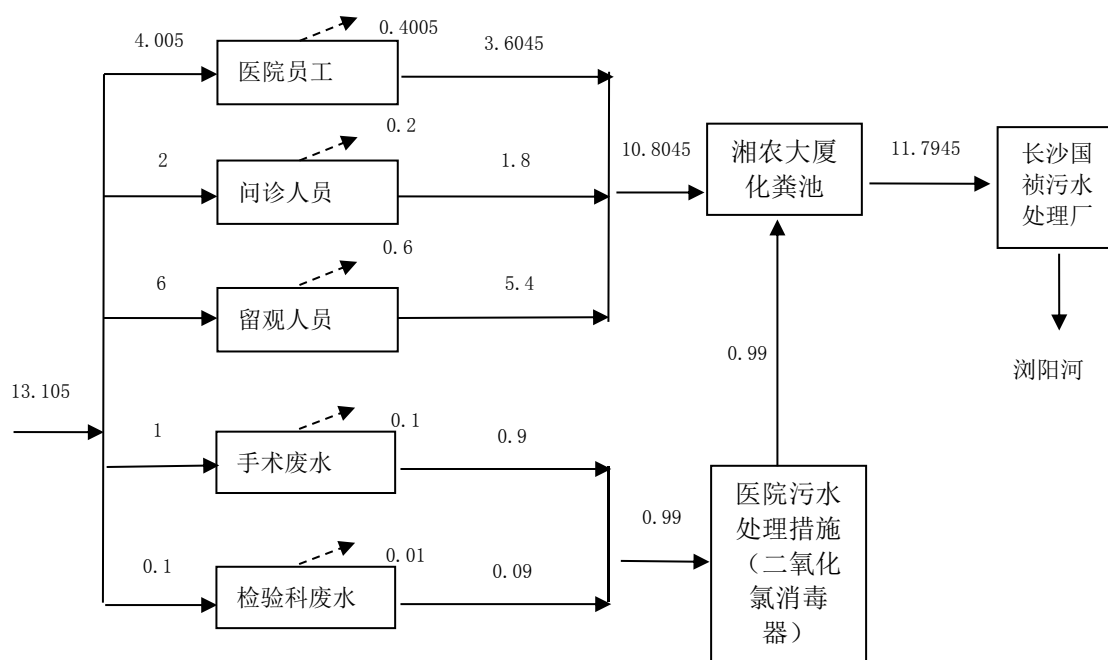 4.005
0.4005
3.6045
医院员工
2
0.2
1.8
问诊人员
6
0.6
5.4
留观人员
13.105
1
0.1
0.9
手术废水
0.1
0.01
0.09
检验科废水
10.8045
湘农大厦
化粪池
11.7945
长沙国
祯污水
处理厂
浏阳河
0.99
0.99
医院污水
处理措施
（二氧化
氯消毒
器）